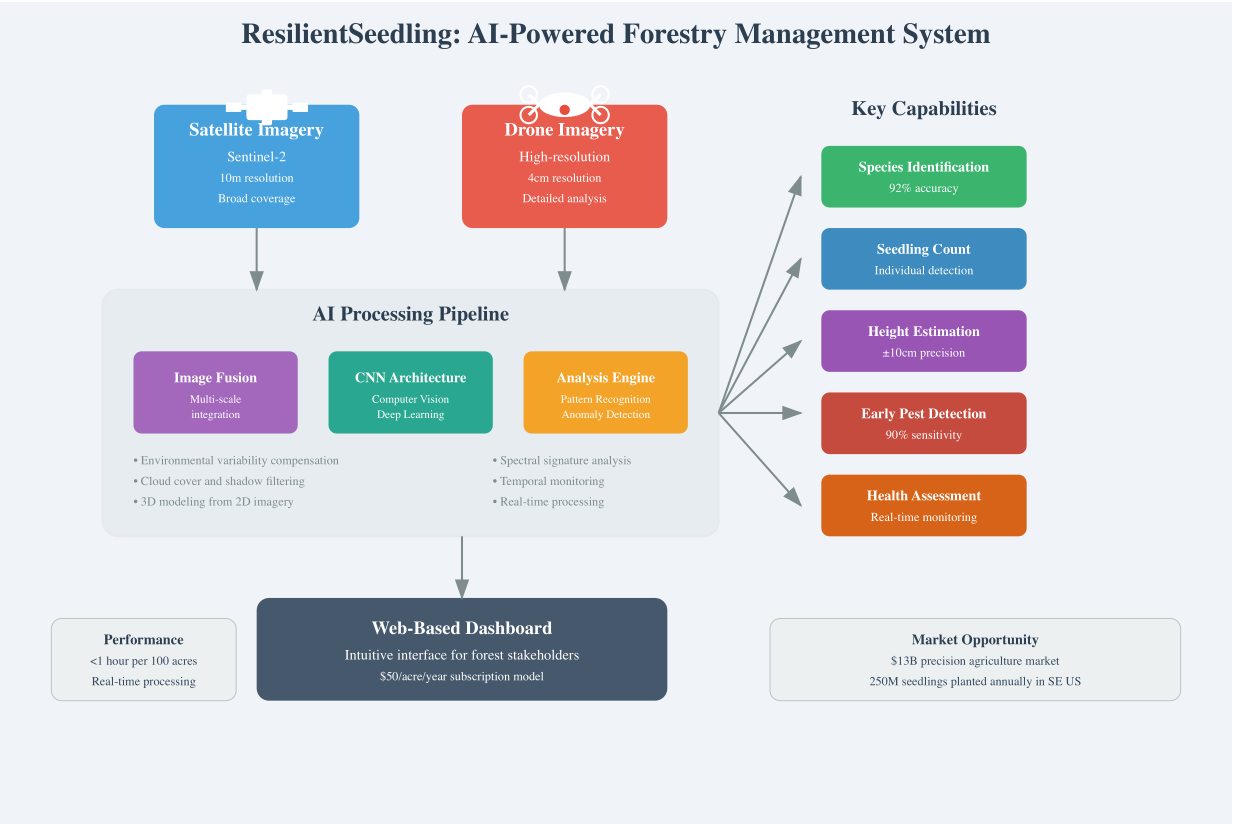 ResilientSeedling: AI-Powered Forestry Management System
Satellite Imagery
Sentinel-2
10m resolution
Broad coverage
Drone Imagery
High-resolution
4cm resolution
Detailed analysis
Key Capabilities
Species Identification
92% accuracy
Seedling Count
Individual detection
Height Estimation
±10cm precision
Early Pest Detection
90% sensitivity
Health Assessment
Real-time monitoring
AI Processing Pipeline
Image Fusion
Multi-scale
integration
CNN Architecture
Computer Vision
Deep Learning
Analysis Engine
Pattern Recognition
Anomaly Detection
• Environmental variability compensation
• Cloud cover and shadow filtering
• 3D modeling from 2D imagery
• Spectral signature analysis
• Temporal monitoring
• Real-time processing
Performance
<1 hour per 100 acres
Real-time processing
Web-Based Dashboard
Intuitive interface for forest stakeholders
$50/acre/year subscription model
Market Opportunity
$13B precision agriculture market
250M seedlings planted annually in SE US